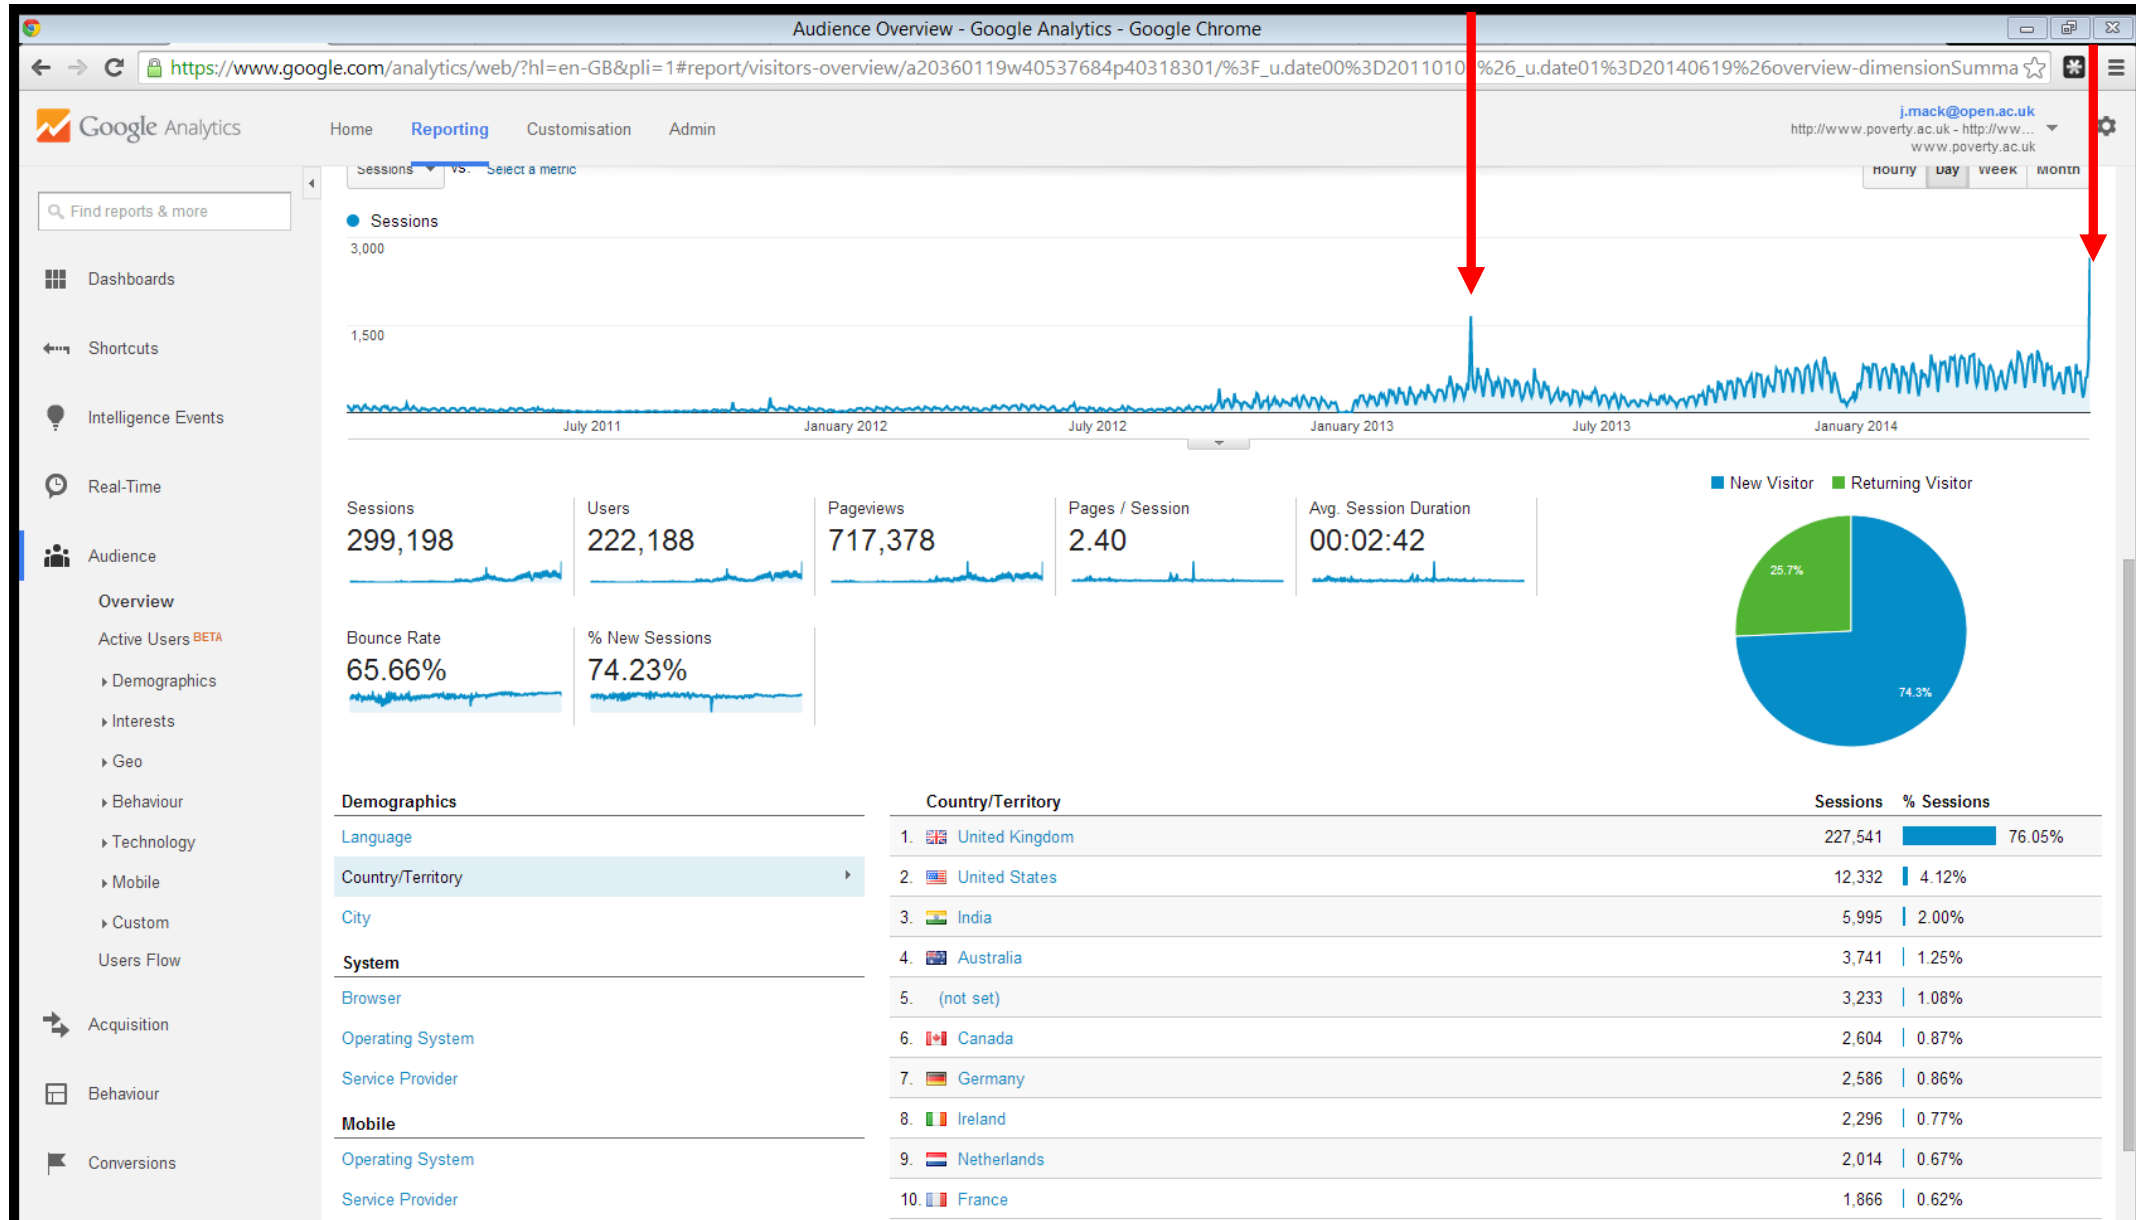 Audience Overview - Google Analytics - Google Chrome
https://www.google.com/analytics/web/?hl=en-GB&pli=1#report/visitors-overview/a20360119w40537684p40318301/%3F_u.date00%3D2011010 %26_u.date01%3D20140619%26overview-dimensionSumma
Google Analytics
Home Reporting Customisation Admin
j.mack@open.ac.uk
http://www.poverty.ac.uk - http://ww...
www.poverty.ac.uk
Sessions vs. Select a metric
Hourly Day Week Month
Find reports & more
Dashboards
Shortcuts
Intelligence Events
Real-Time
Audience
Overview
Active Users BETA
Demographics
Interests
Geo
Behaviour
Technology
Mobile
Custom
Users Flow
Acquisition
Behaviour
Conversions
Sessions
3,000
1,500
July 2011 January 2012 July 2012 January 2013 July 2013 January 2014
New Visitor Returning Visitor
25.7%
74.3%
Sessions
299,198
Users
222,188
Pageviews
717,378
Pages / Session
2.40
Avg. Session Duration
00:02:42
Bounce Rate
65.66%
% New Sessions
74.23%
Demographics
Language
Country/Territory
City
System
Browser
Operating System
Service Provider
Mobile
Operating System
Service Provider
Country/Territory Sessions % Sessions
1. United Kingdom 227,541 76.05%
2. United States 12,332 4.12%
3. India 5,995 2.00%
4. Australia 3,741 1.25%
5. (not set) 3,233 1.08%
6. Canada 2,604 0.87%
7. Germany 2,586 0.86%
8. Ireland 2,296 0.77%
9. Netherlands 2,014 0.67%
10. France 1,866 0.62%